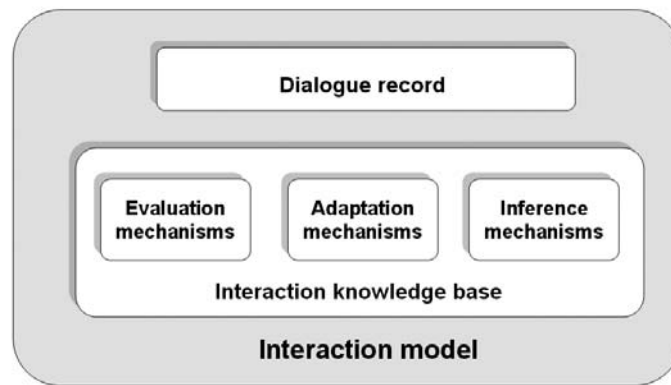 Dialogue record
Evaluation
mechanisms
Adaptation
mechanisms
Inference
mechanisms
Interaction knowledge base
Interaction model